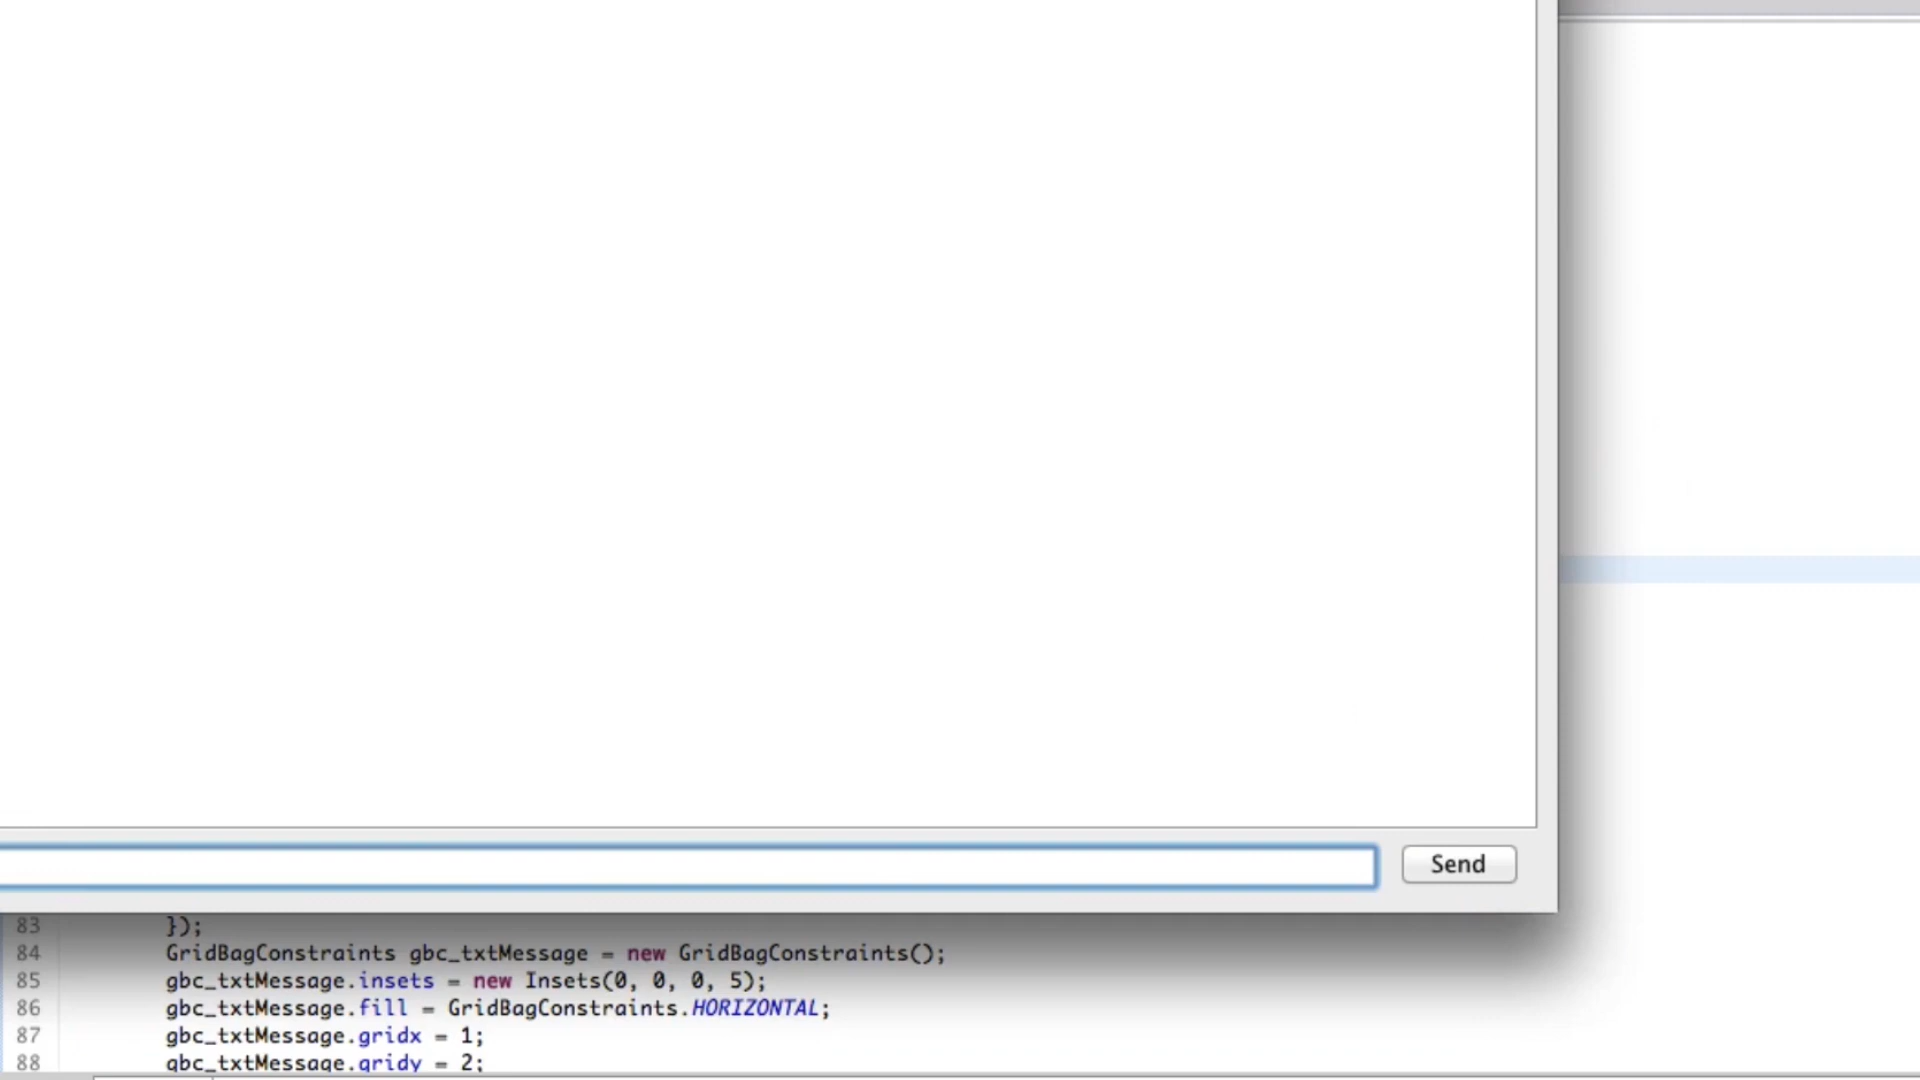 Send
83 });
84 GridBagConstraints gbc_txtMessage = new GridBagConstraints();
85 gbc_txtMessage.insets = new Insets(0, 0, 0, 5);
86 gbc_txtMessage.fill = GridBagConstraints.HORIZONTAL;
87 gbc_txtMessage.gridx = 1;
88 gbc_txtMessage.gridy = 2;